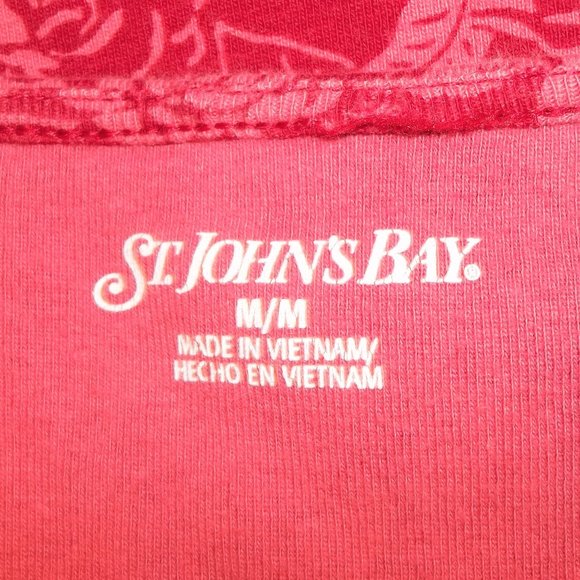 ST. JOHN'S BAY®
M/M
MADE IN VIETNAM/
HECHO EN VIETNAM